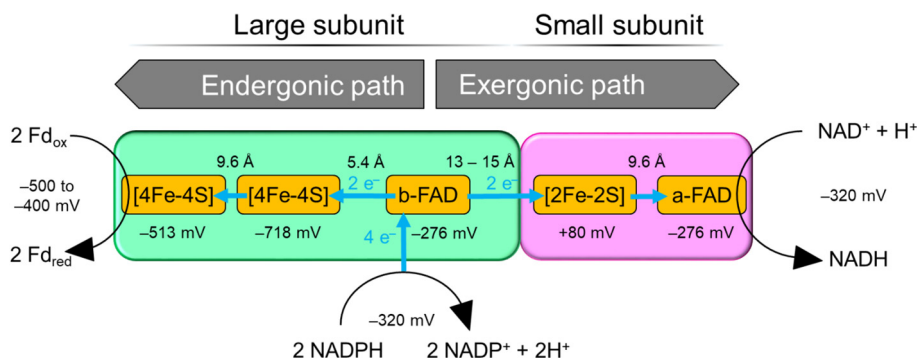 Large subunit Small subunit
Endergonic path Exergonic path
2 Fdox NAD⁺ + H⁺
9.6 Å 5.4 Å 13 – 15 Å 9.6 Å
2 e⁻ 2 e⁻
–500 to
–400 mV
[4Fe-4S] [4Fe-4S] b-FAD [2Fe-2S] a-FAD
–320 mV
–513 mV –718 mV 4 e⁻ –276 mV +80 mV –276 mV
2 Fdred NADH
–320 mV
2 NADPH 2 NADP⁺ + 2H⁺